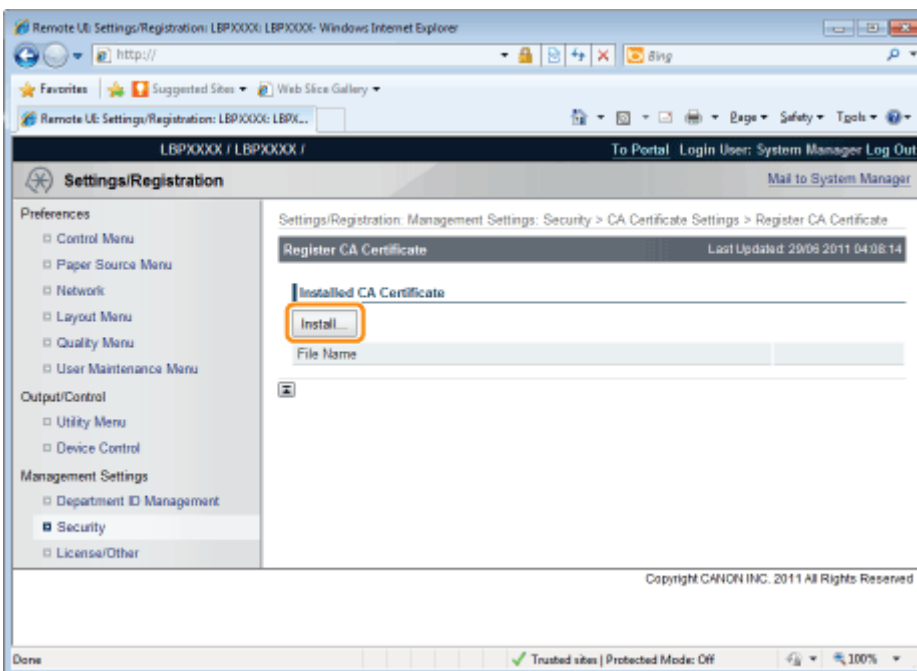 Remote UI: Settings/Registration: LBPXXXX: LBPXXXX- Windows Internet Explorer
http:// Bing
Favorites Suggested Sites Web Slice Gallery
Remote UI: Settings/Registration: LBPXXXX: LBPX... Page Safety Tools
LBPXXXX / LBPXXXX / To Portal Login User: System Manager Log Out
Settings/Registration Mail to System Manager
Preferences
Control Menu
Paper Source Menu
Network
Layout Menu
Quality Menu
User Maintenance Menu
Output/Control
Utility Menu
Device Control
Management Settings
Department ID Management
Security
License/Other
Settings/Registration: Management Settings: Security > CA Certificate Settings > Register CA Certificate
Register CA Certificate Last Updated: 29/06 2011 04:08:14
Installed CA Certificate
Install...
File Name
Copyright CANON INC. 2011 All Rights Reserved
Done Trusted sites | Protected Mode: Off 100%